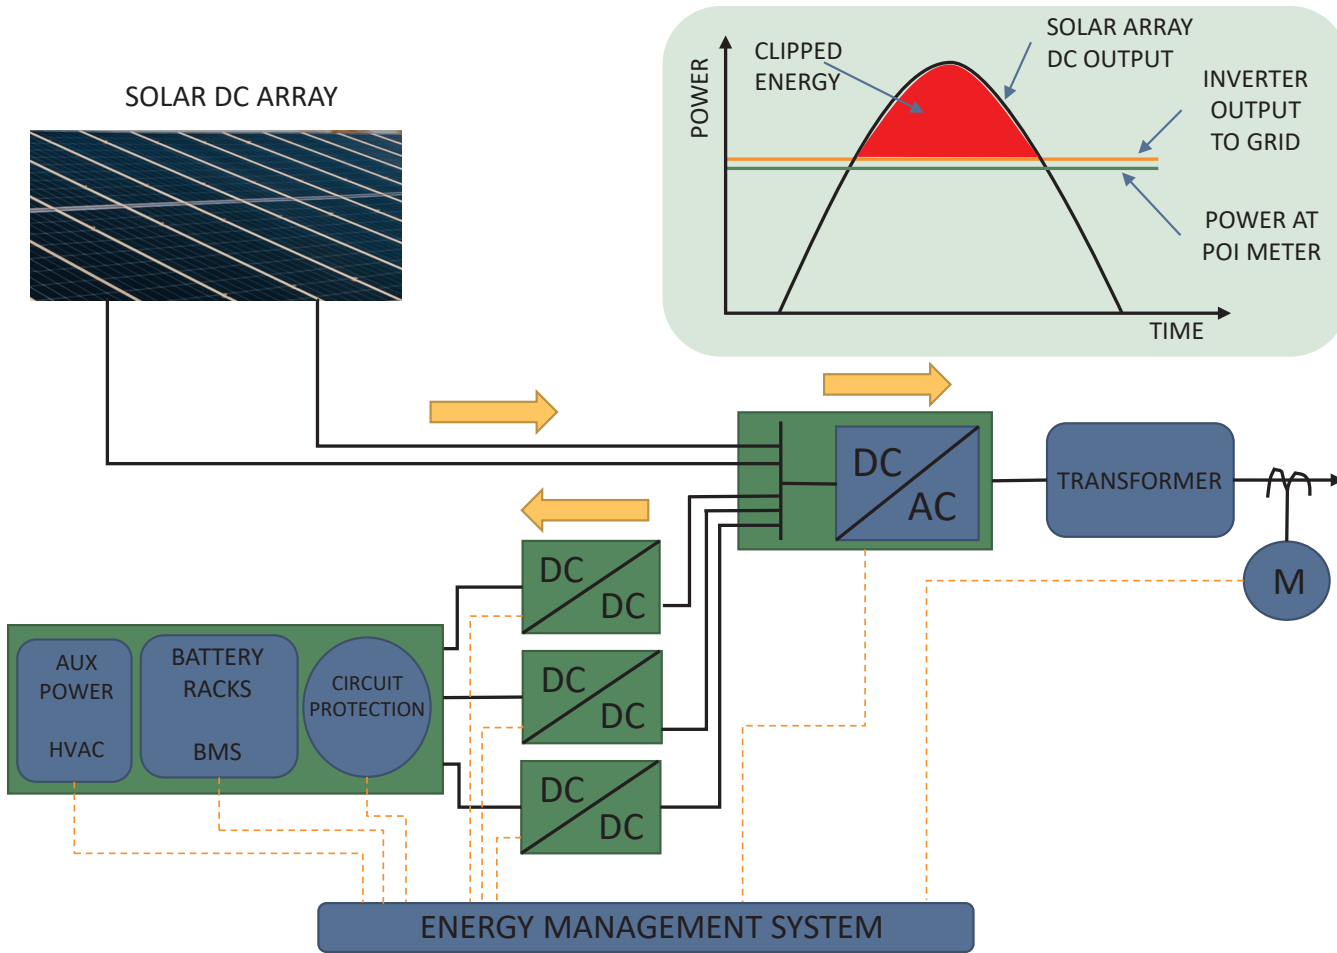 SOLAR DC ARRAY
POWER
CLIPPED
ENERGY
SOLAR ARRAY
DC OUTPUT
INVERTER
OUTPUT
TO GRID
POWER AT
POI METER
TIME
DC
AC
TRANSFORMER
M
DC
DC
DC
DC
DC
DC
AUX
POWER
HVAC
BATTERY
RACKS
BMS
CIRCUIT
PROTECTION
ENERGY MANAGEMENT SYSTEM